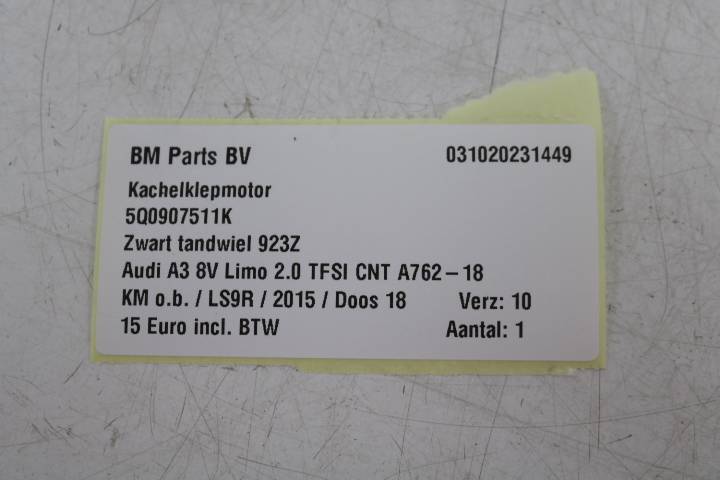 BM Parts BV 031020231449
Kachelklepmotor
5Q0907511K
Zwart tandwiel 923Z
Audi A3 8V Limo 2.0 TFSI CNT A762-18
KM o.b. / LS9R / 2015 / Doos 18 Verz: 10
15 Euro incl. BTW Aantal: 1